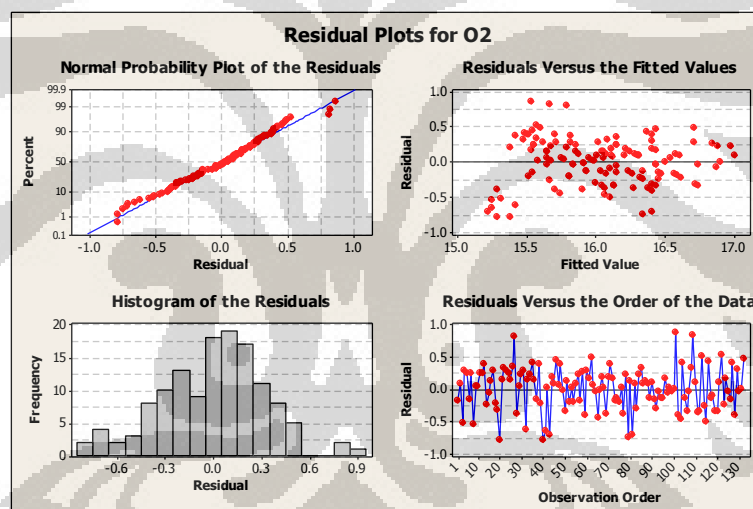 Residual Plots for O2
Normal Probability Plot of the Residuals
99.9
99
90
50
10
1
0.1
Percent
-1.0 -0.5 0.0 0.5 1.0
Residual
Residuals Versus the Fitted Values
1.0
0.5
0.0
-0.5
-1.0
Residual
15.0 15.5 16.0 16.5 17.0
Fitted Value
Histogram of the Residuals
20
15
10
5
0
Frequency
-0.6 -0.3 0.0 0.3 0.6 0.9
Residual
Residuals Versus the Order of the Data
1.0
0.5
0.0
-0.5
-1.0
Residual
1 10 20 30 40 50 60 70 80 90 100 110 120 130
Observation Order